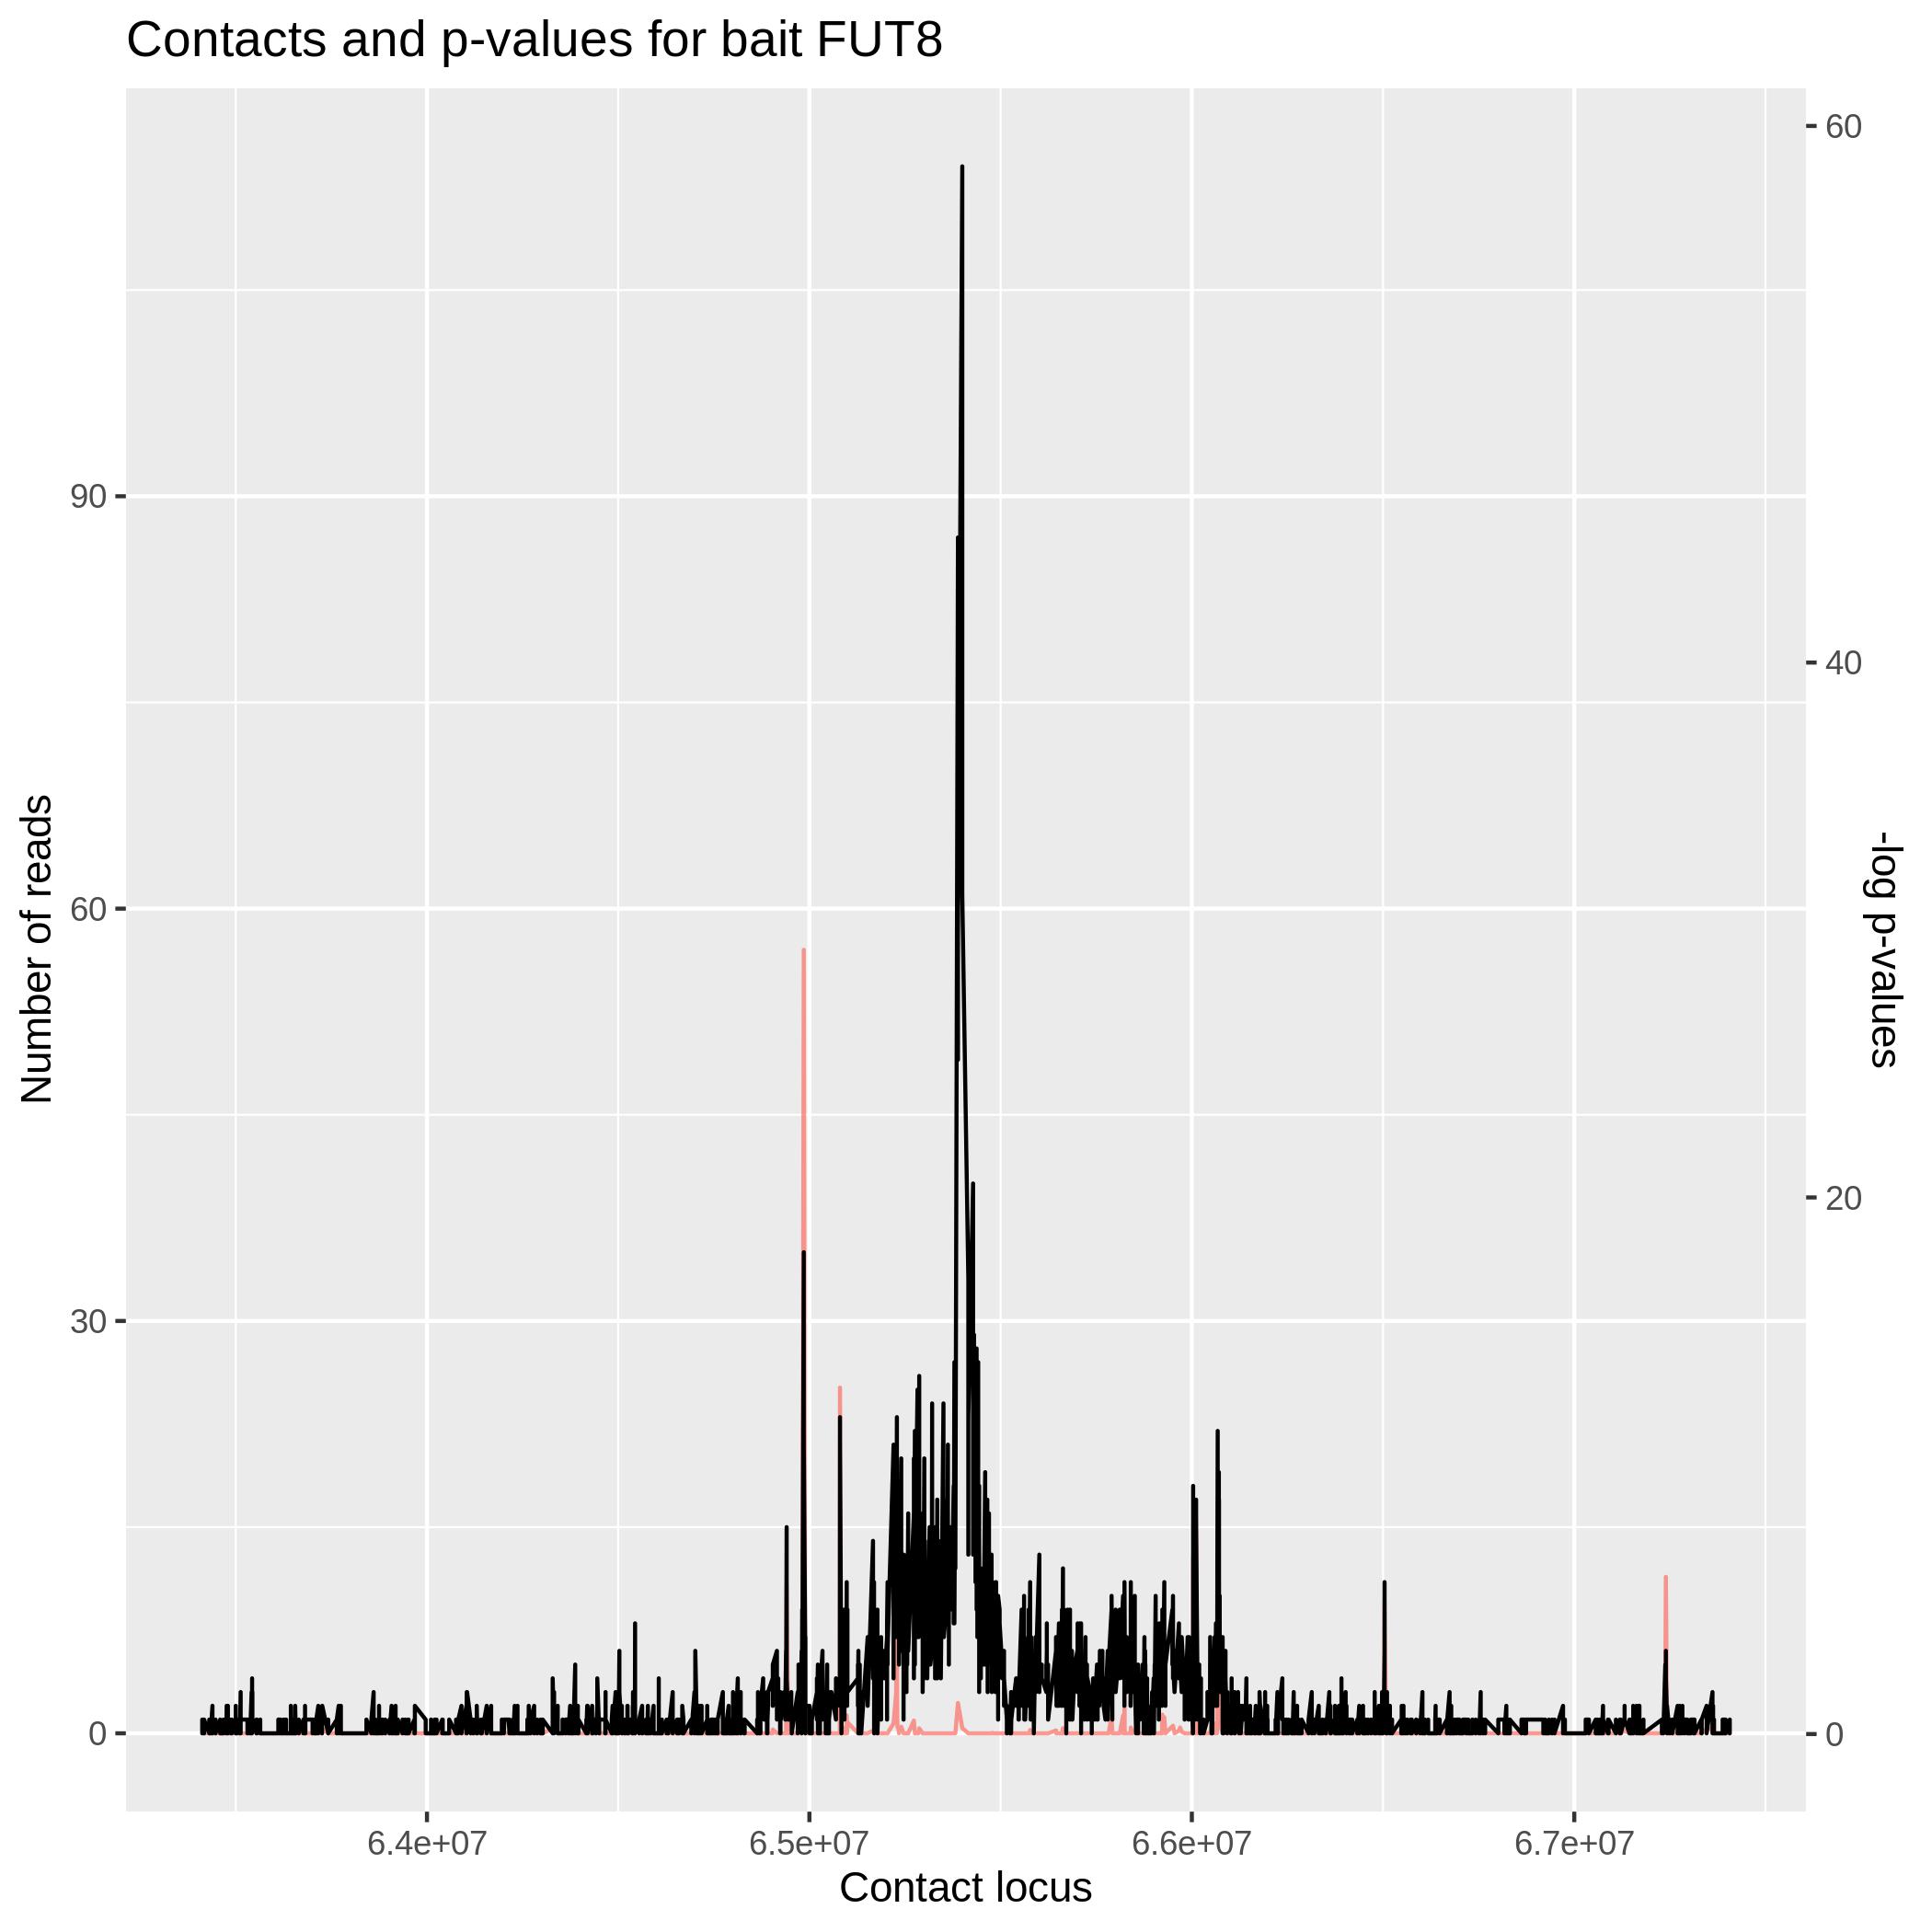 Contacts and p-values for bait FUT8
60
90
40
60
20
30
0
0
Number of reads
-log p-values
6.4e+07
6.5e+07
6.6e+07
6.7e+07
Contact locus